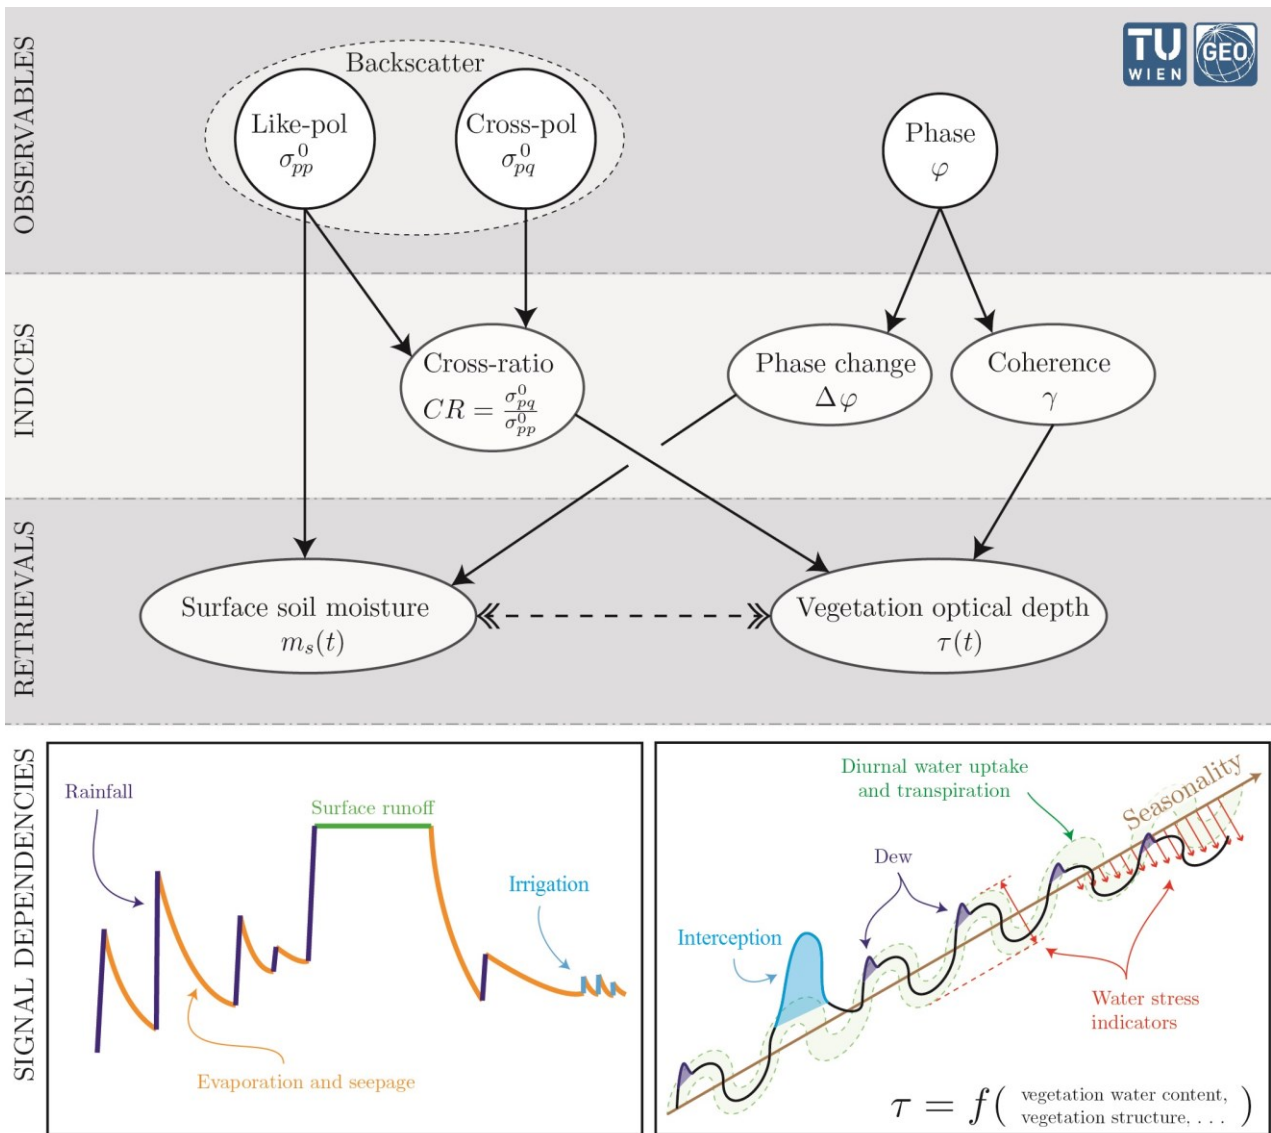 OBSERVABLES
Backscatter
Like-pol
σ⁰pp
Cross-pol
σ⁰pq
Phase
φ
TU
WIEN
GEO
INDICES
Cross-ratio
CR = σ⁰pq / σ⁰pp
Phase change
Δφ
Coherence
γ
RETRIEVALS
Surface soil moisture
mₛ(t)
Vegetation optical depth
τ(t)
SIGNAL DEPENDENCIES
Rainfall
Surface runoff
Irrigation
Evaporation and seepage
Diurnal water uptake
and transpiration
Seasonality
Dew
Interception
Water stress
indicators
τ = f( vegetation water content,
vegetation structure, . . . )